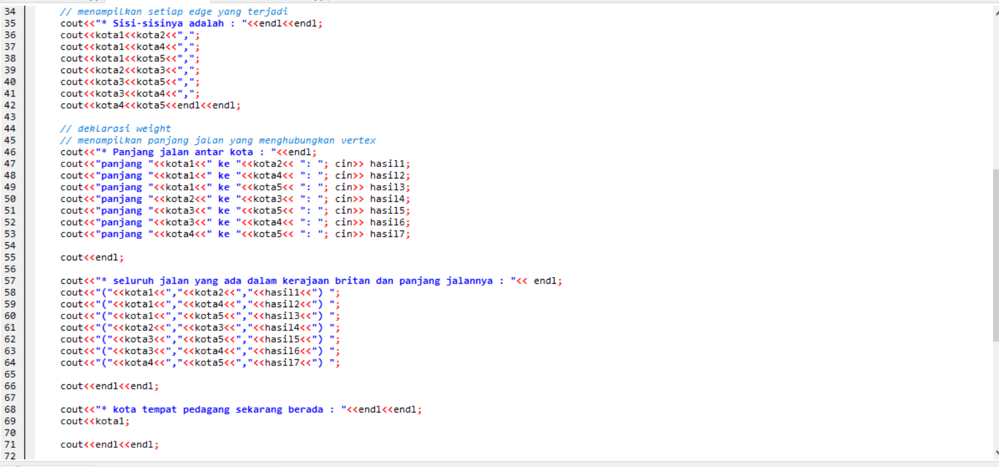 34 // menampilkan setiap edge yang terjadi
35 cout<<"* Sisi-sisinya adalah : "<<endl<<endl;
36 cout<<kota1<<kota2<<",";
37 cout<<kota1<<kota4<<",";
38 cout<<kota1<<kota5<<",";
39 cout<<kota2<<kota3<<",";
40 cout<<kota3<<kota5<<",";
41 cout<<kota3<<kota4<<",";
42 cout<<kota4<<kota5<<endl<<endl;
43
44 // deklarasi weight
45 // menampilkan panjang jalan yang menghubungkan vertex
46 cout<<"* Panjang jalan antar kota : "<<endl;
47 cout<<"panjang "<<kota1<<" ke "<<kota2<< ": "; cin>> hasil1;
48 cout<<"panjang "<<kota1<<" ke "<<kota4<< ": "; cin>> hasil2;
49 cout<<"panjang "<<kota1<<" ke "<<kota5<< ": "; cin>> hasil3;
50 cout<<"panjang "<<kota2<<" ke "<<kota3<< ": "; cin>> hasil4;
51 cout<<"panjang "<<kota3<<" ke "<<kota5<< ": "; cin>> hasil5;
52 cout<<"panjang "<<kota3<<" ke "<<kota4<< ": "; cin>> hasil6;
53 cout<<"panjang "<<kota4<<" ke "<<kota5<< ": "; cin>> hasil7;
54
55 cout<<endl;
56
57 cout<<"* seluruh jalan yang ada dalam kerajaan britan dan panjang jalannya : "<< endl;
58 cout<<"("<<kota1<<","<<kota2<<","<<hasil1<<") ";
59 cout<<"("<<kota1<<","<<kota4<<","<<hasil2<<") ";
60 cout<<"("<<kota1<<","<<kota5<<","<<hasil3<<") ";
61 cout<<"("<<kota2<<","<<kota3<<","<<hasil4<<") ";
62 cout<<"("<<kota3<<","<<kota5<<","<<hasil5<<") ";
63 cout<<"("<<kota3<<","<<kota4<<","<<hasil6<<") ";
64 cout<<"("<<kota4<<","<<kota5<<","<<hasil7<<") ";
65
66 cout<<endl<<endl;
67
68 cout<<"* kota tempat pedagang sekarang berada : "<<endl<<endl;
69 cout<<kota1;
70
71 cout<<endl<<endl;
72